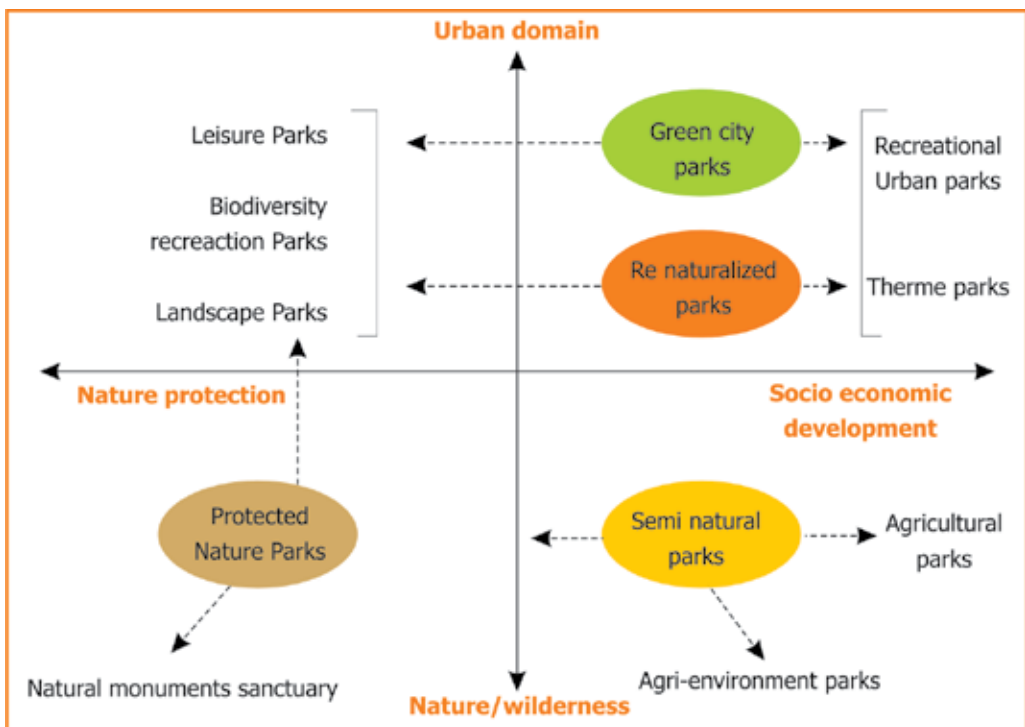 Urban domain
Leisure Parks
Biodiversity
recreaction Parks
Landscape Parks
Green city
parks
Recreational
Urban parks
Re naturalized
parks
Therme parks
Nature protection
Socio economic
development
Protected
Nature Parks
Semi natural
parks
Agricultural
parks
Natural monuments sanctuary
Agri-environment parks
Nature/wilderness